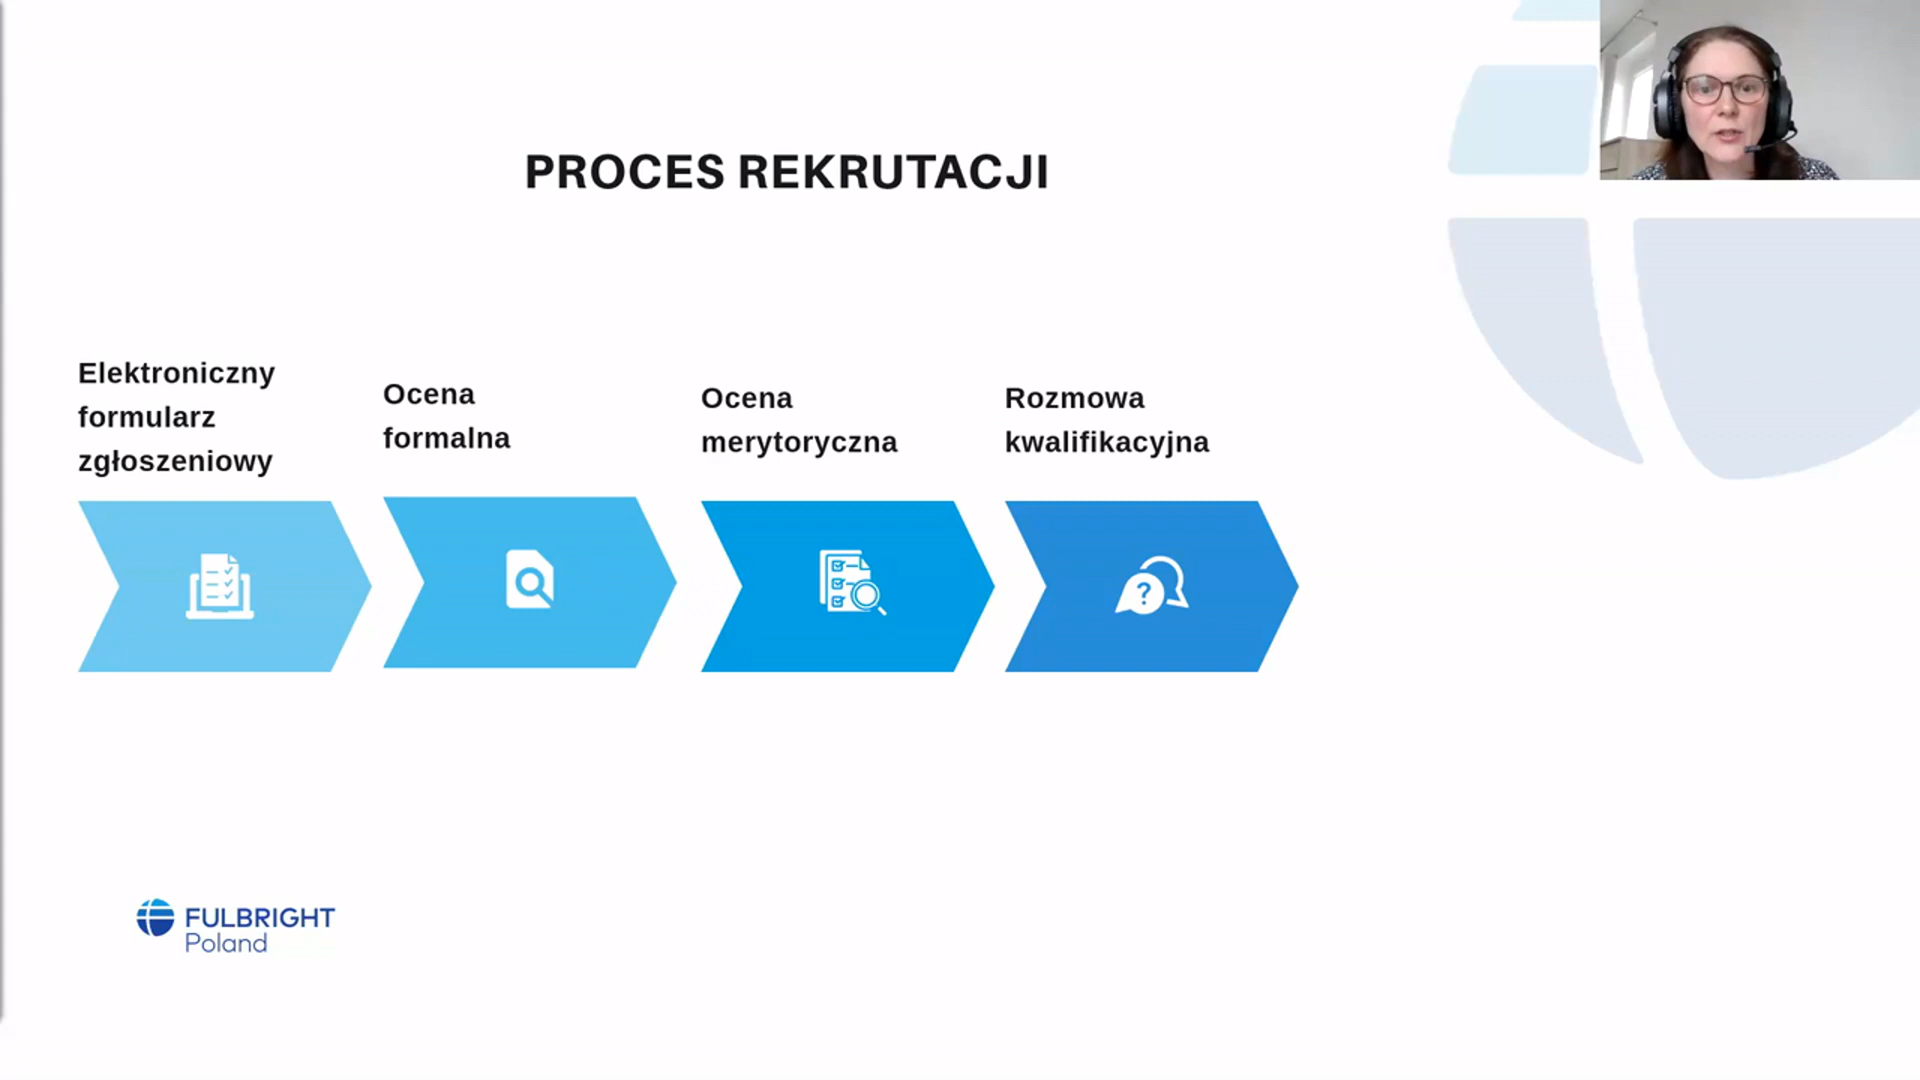 PROCES REKRUTACJI
Elektroniczny
formularz
zgłoszeniowy
Ocena
formalna
Ocena
merytoryczna
Rozmowa
kwalifikacyjna
?
FULBRIGHT
Poland